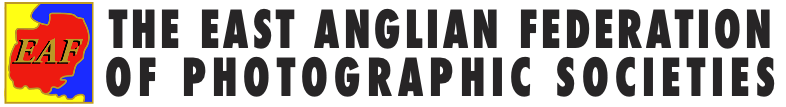 EAF
THE EAST ANGLIAN FEDERATION
OF PHOTOGRAPHIC SOCIETIES